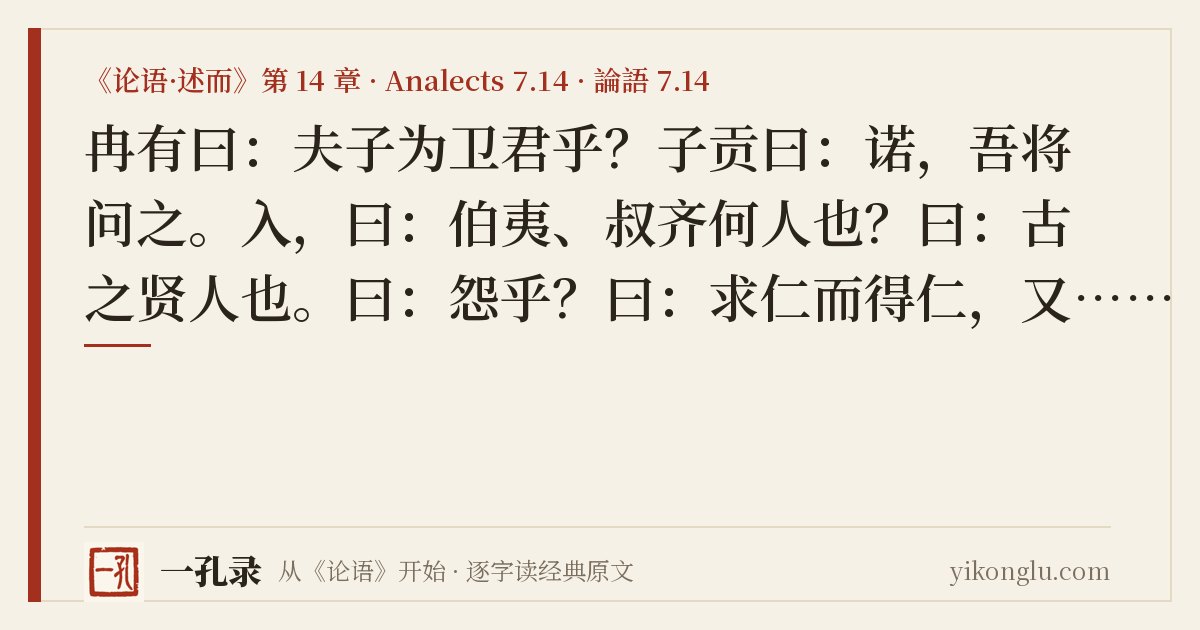 《论语·述而》第 14 章 · Analects 7.14 · 論語 7.14
冉有曰：夫子为卫君乎？子贡曰：诺，吾将
问之。入，曰：伯夷、叔齐何人也？曰：古
之贤人也。曰：怨乎？曰：求仁而得仁，又……
一孔
一孔录 从《论语》开始 · 逐字读经典原文 yikonglu.com